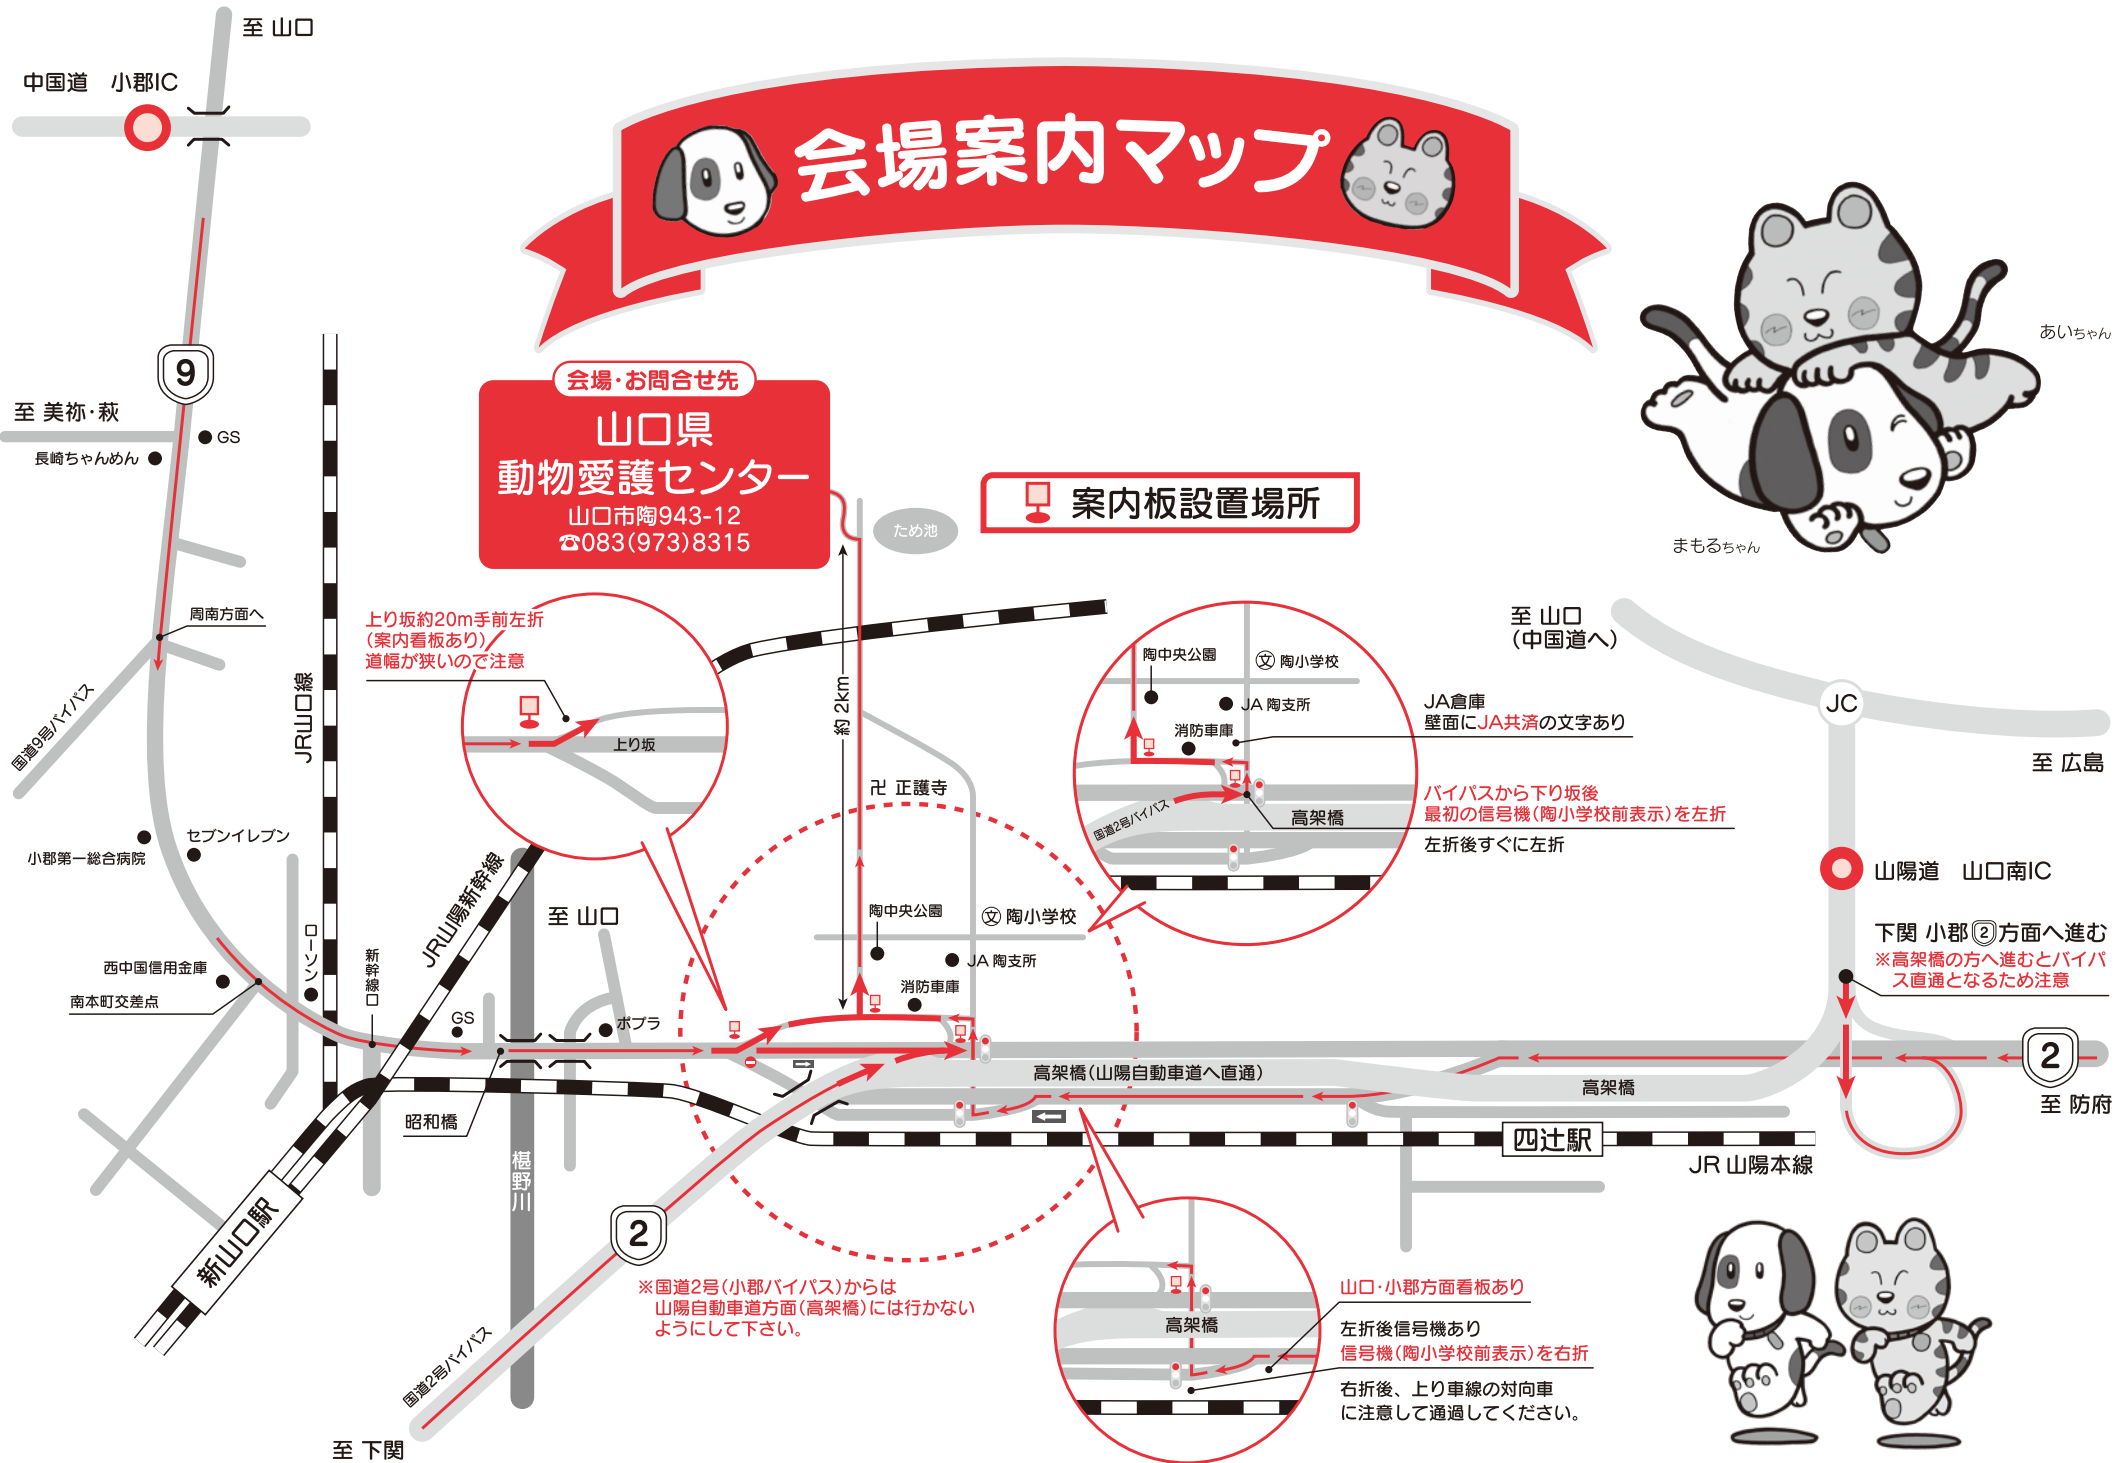 会場案内マップ
至 山口
中国道　小郡IC
9
至 美祢・萩
GS
長崎ちゃんめん
周南方面へ
国道9号バイパス
JR山口線
会場・お問合せ先
山口県
動物愛護センター
山口市陶943-12
☎083(973)8315
案内板設置場所
ため池
あいちゃん
まもるちゃん
上り坂約20m手前左折
(案内看板あり)
道幅が狭いので注意
上り坂
約2km
卍 正護寺
陶中央公園
文 陶小学校
JA 陶支所
消防車庫
国道2号バイパス
高架橋
JA倉庫
壁面にJA共済の文字あり
バイパスから下り坂後
最初の信号機(陶小学校前表示)を左折
左折後すぐに左折
至 山口
(中国道へ)
JC
至 広島
山陽道　山口南IC
下関 小郡2方面へ進む
※高架橋の方へ進むとバイパ
ス直通となるため注意
2
至 防府
小郡第一総合病院
セブンイレブン
西中国信用金庫
南本町交差点
ローソン
新幹線口
JR山陽新幹線
至 山口
GS
ポプラ
昭和橋
椹野川
新山口駅
陶中央公園
文 陶小学校
JA 陶支所
消防車庫
高架橋(山陽自動車道へ直通)
高架橋
四辻駅
JR 山陽本線
2
国道2号バイパス
至 下関
※国道2号(小郡バイパス)からは
山陽自動車道方面(高架橋)には行かない
ようにして下さい。
高架橋
山口・小郡方面看板あり
左折後信号機あり
信号機(陶小学校前表示)を右折
右折後、上り車線の対向車
に注意して通過してください。